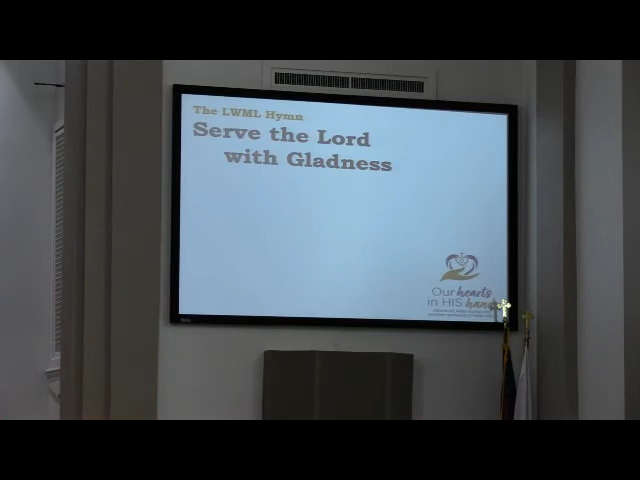 The LWML Hymn
Serve the Lord
with Gladness
Our hearts
in HIS hands